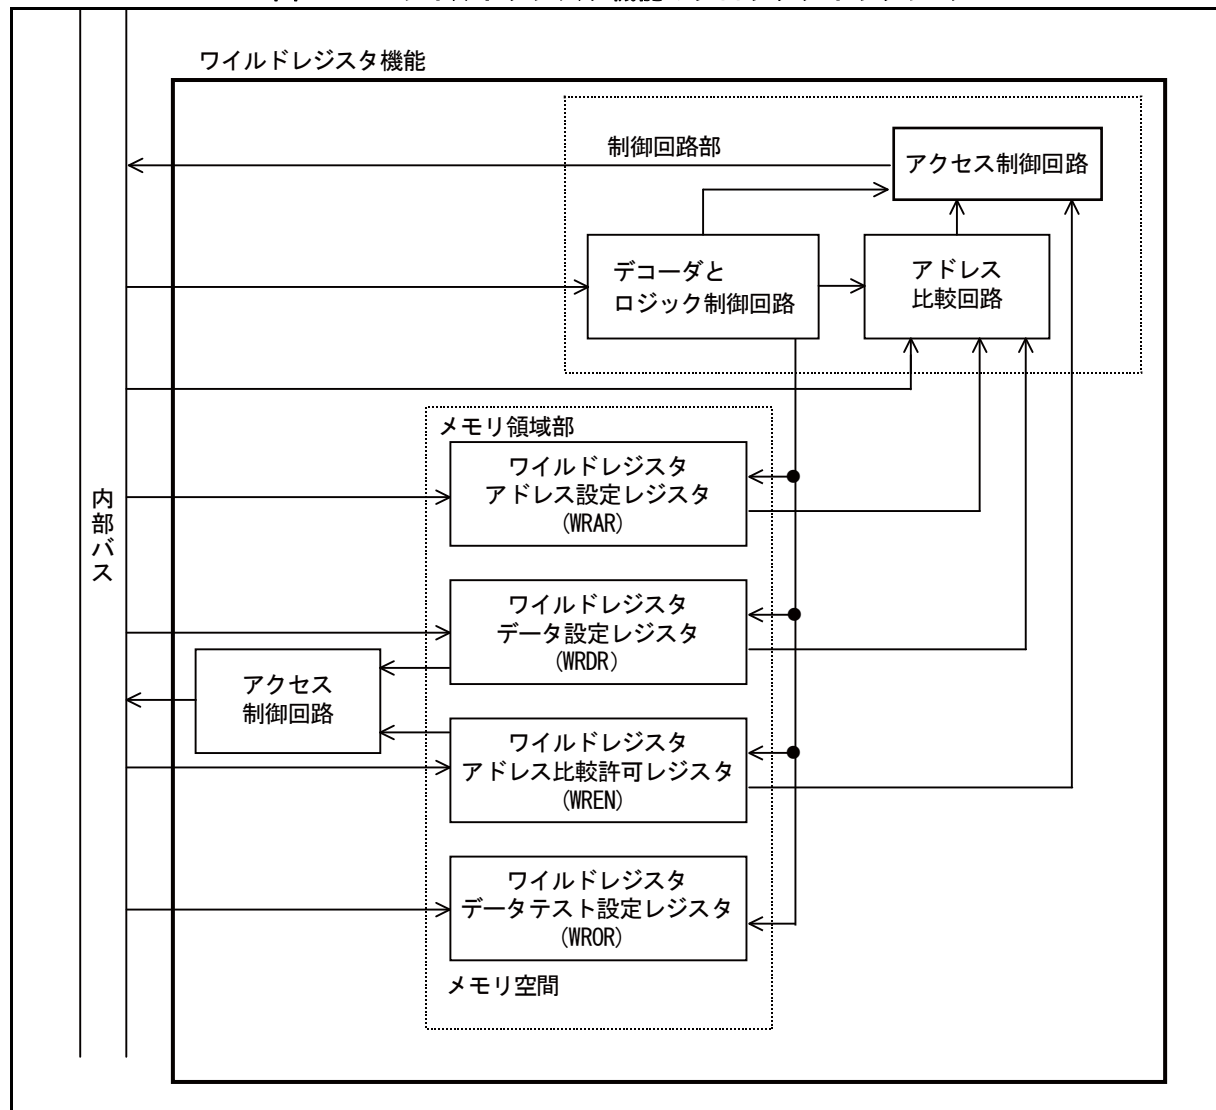 ワイルドレジスタ機能
制御回路部
アクセス制御回路
デコーダと
ロジック制御回路
アドレス
比較回路
メモリ領域部
ワイルドレジスタ
アドレス設定レジスタ
(WRAR)
内部バス
ワイルドレジスタ
データ設定レジスタ
(WRDR)
アクセス
制御回路
ワイルドレジスタ
アドレス比較許可レジスタ
(WREN)
ワイルドレジスタ
データテスト設定レジスタ
(WROR)
メモリ空間